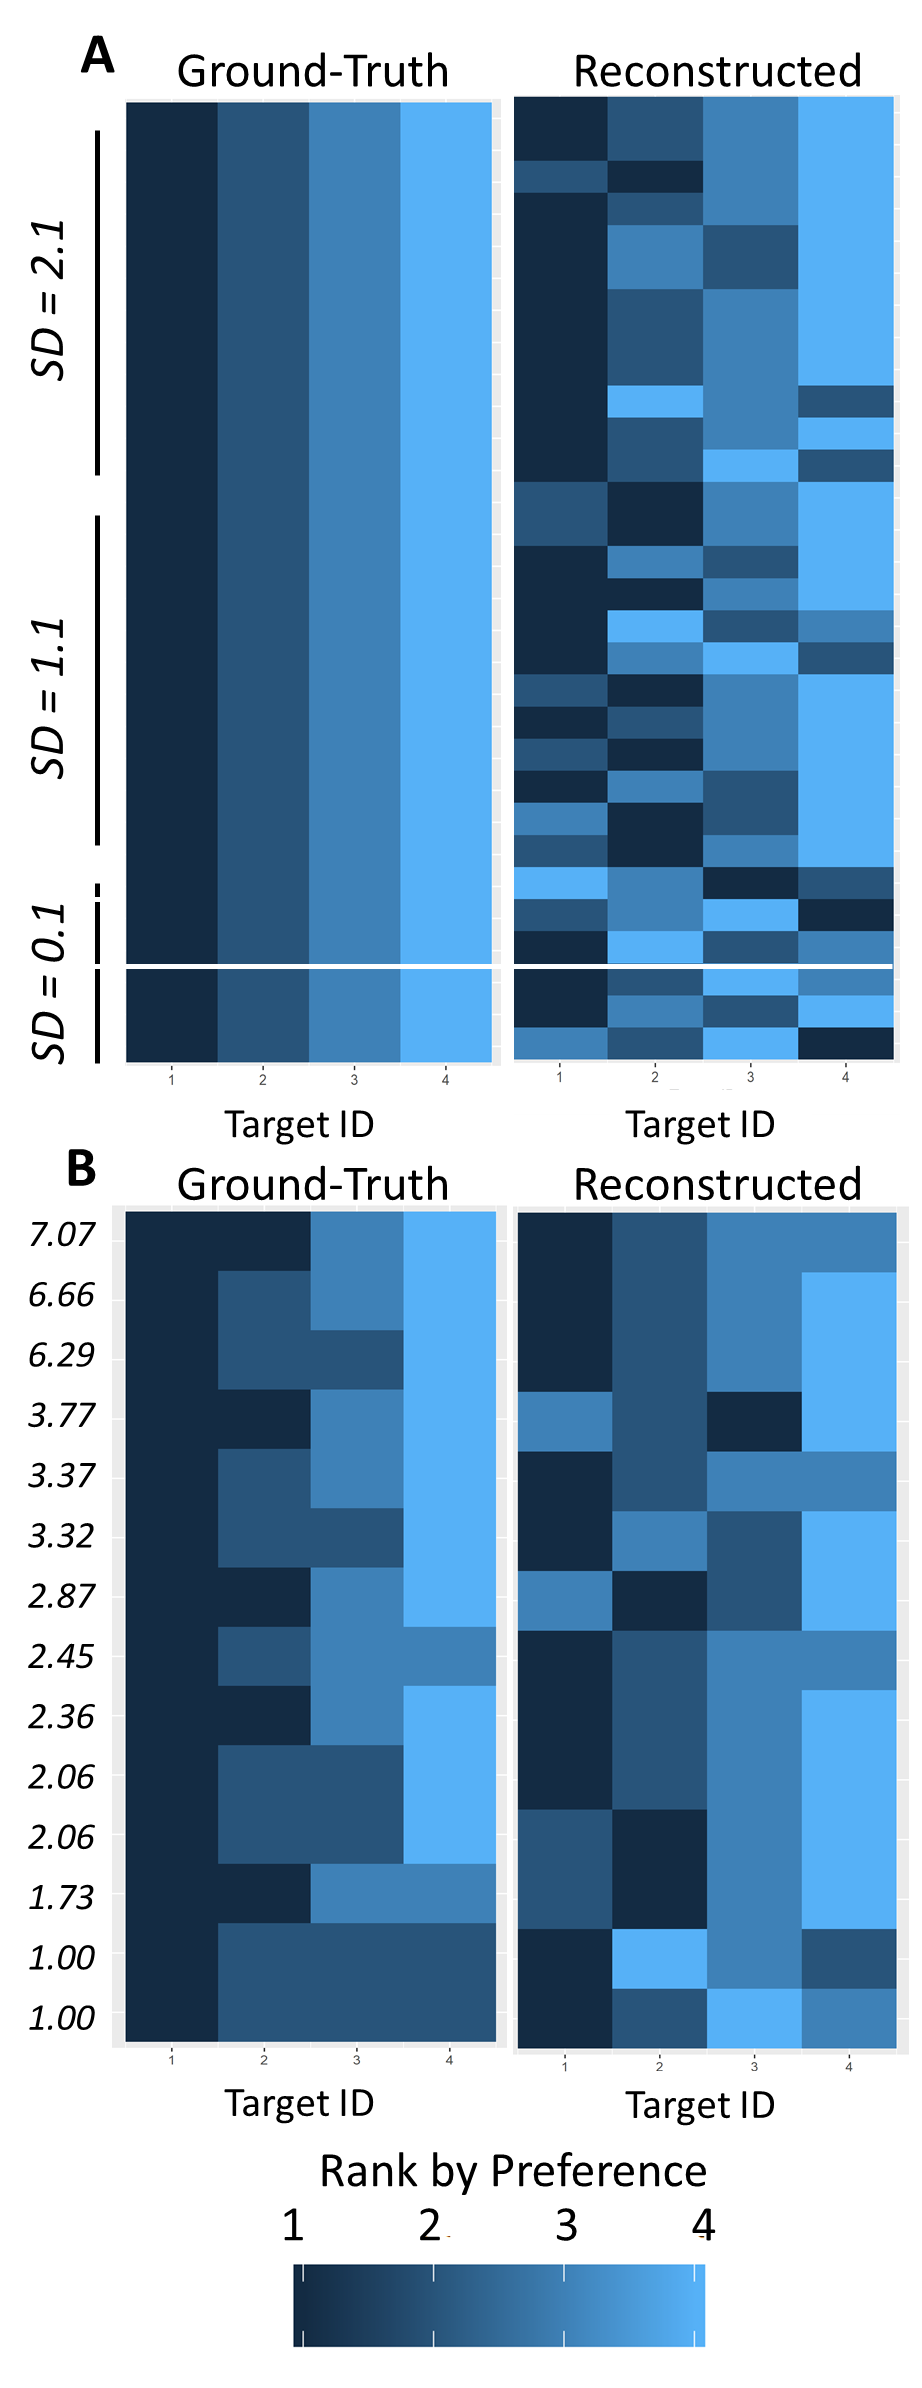 A
Ground-Truth
Reconstructed
SD = 2.1
SD = 1.1
SD = 0.1
1 2 3 4
1 2 3 4
Target ID
Target ID
B
Ground-Truth
Reconstructed
7.07
6.66
6.29
3.77
3.37
3.32
2.87
2.45
2.36
2.06
2.06
1.73
1.00
1.00
1 2 3 4
1 2 3 4
Target ID
Target ID
Rank by Preference
1 2 3 4